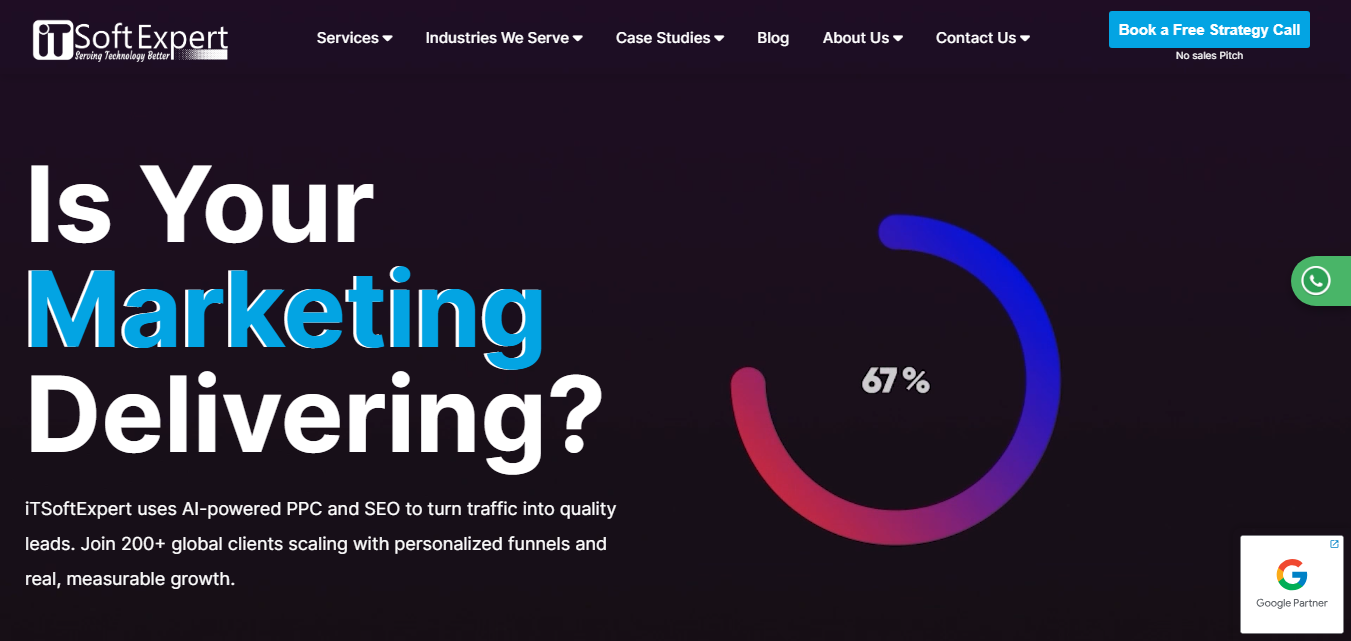 iTSoftExpert
Serving Technology Better
Services
Industries We Serve
Case Studies
Blog
About Us
Contact Us
Book a Free Strategy Call
No sales Pitch
Is Your
Marketing
Delivering?
67%
iTSoftExpert uses AI-powered PPC and SEO to turn traffic into quality
leads. Join 200+ global clients scaling with personalized funnels and
real, measurable growth.
Google Partner